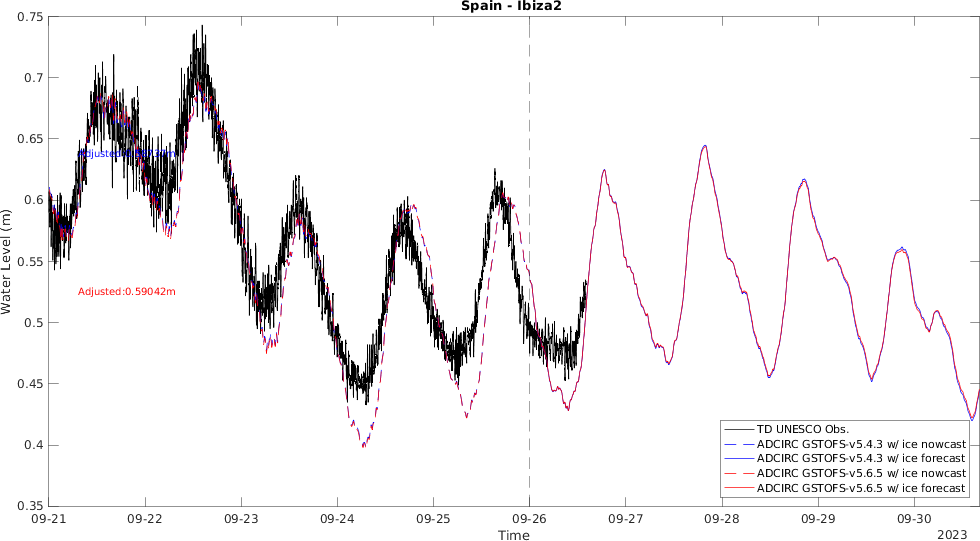 Spain - Ibiza2
0.75
0.7
0.65
0.6
0.55
0.5
0.45
0.4
0.35
Water Level (m)
Adjusted:
Adjusted:0.59042m
TD UNESCO Obs.
ADCIRC GSTOFS-v5.4.3 w/ ice nowcast
ADCIRC GSTOFS-v5.4.3 w/ ice forecast
ADCIRC GSTOFS-v5.6.5 w/ ice nowcast
ADCIRC GSTOFS-v5.6.5 w/ ice forecast
09-21 09-22 09-23 09-24 09-25 09-26 09-27 09-28 09-29 09-30
Time
2023